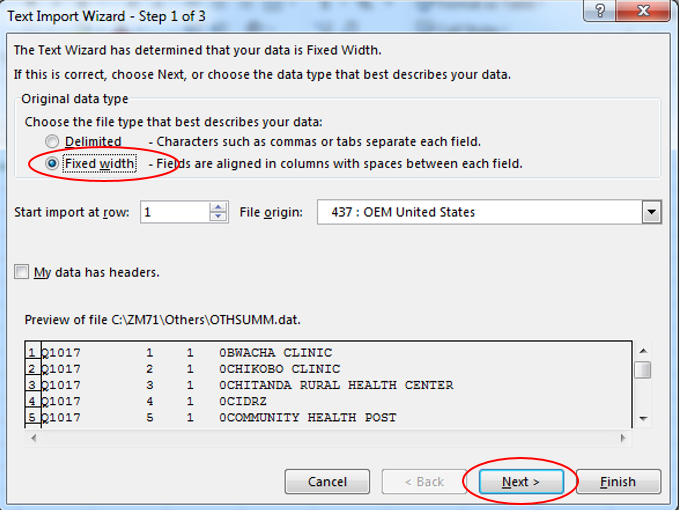 Text Import Wizard - Step 1 of 3
The Text Wizard has determined that your data is Fixed Width.
If this is correct, choose Next, or choose the data type that best describes your data.
Original data type
Choose the file type that best describes your data:
Delimited - Characters such as commas or tabs separate each field.
Fixed width - Fields are aligned in columns with spaces between each field.
Start import at row: 1 File origin: 437 : OEM United States
My data has headers.
Preview of file C:\ZM71\Others\OTHSUMM.dat.
1 Q1017 1 1 0BWACHA CLINIC
2 Q1017 2 1 0CHIKOBO CLINIC
3 Q1017 3 1 0CHITANDA RURAL HEALTH CENTER
4 Q1017 4 1 0CIDRZ
5 Q1017 5 1 0COMMUNITY HEALTH POST
Cancel < Back Next > Finish